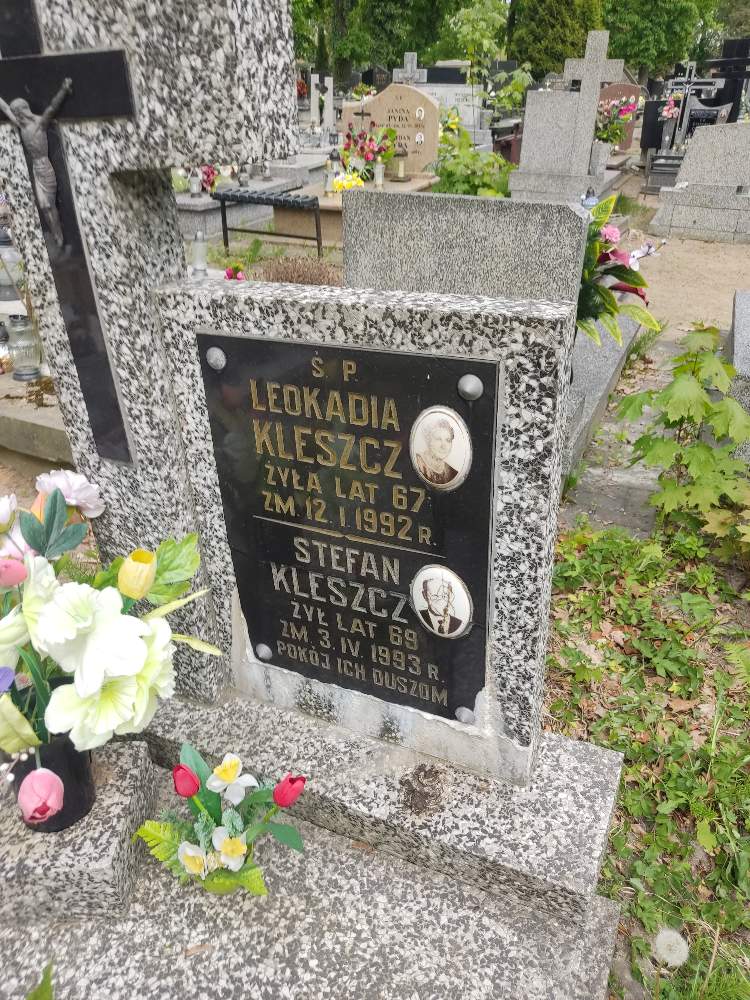 Ś. P.
LEOKADIA
KLESZCZ
ŻYŁA LAT 67
ZM. 12. I. 1992 R.
STEFAN
KLESZCZ
ŻYŁ LAT 69
ZM. 3. IV. 1993 R.
POKÓJ ICH DUSZOM
JANINA